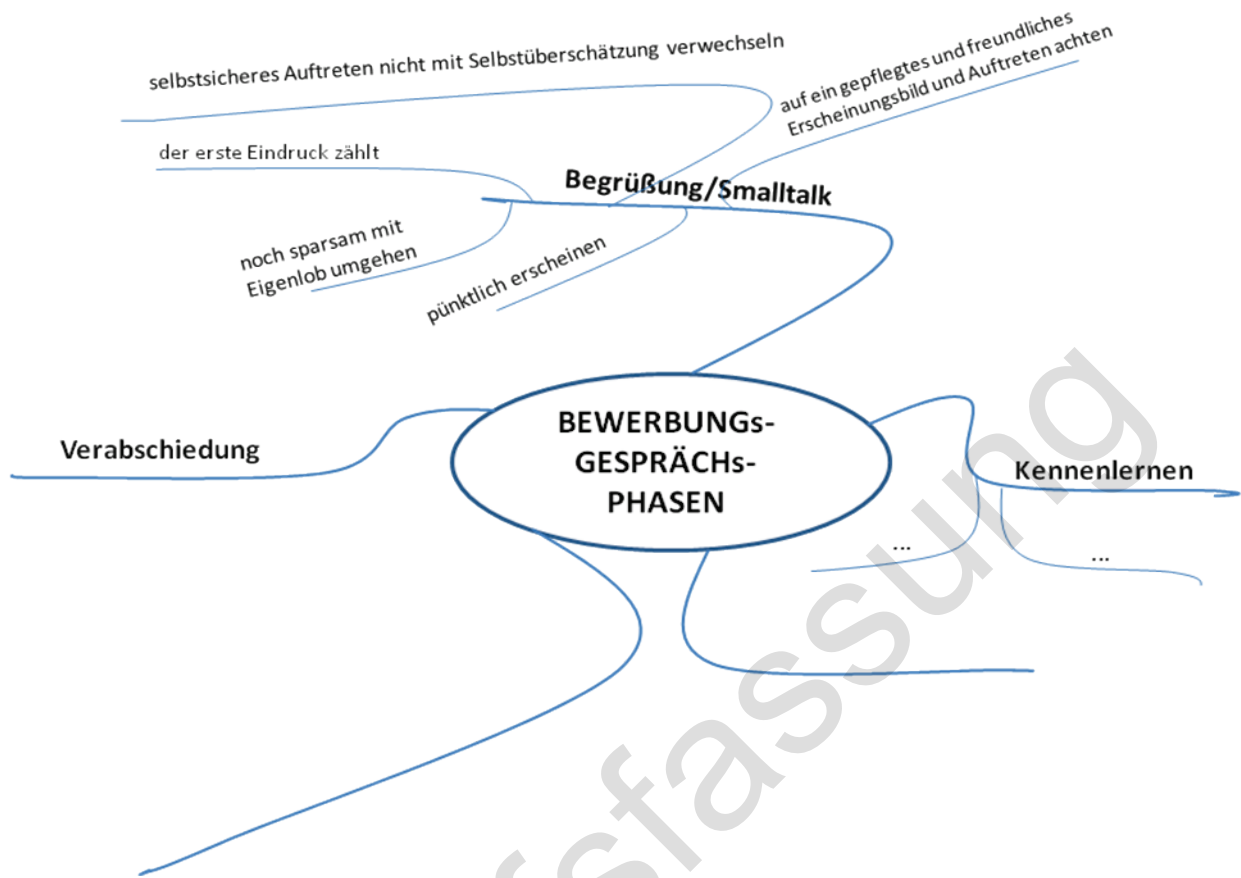 selbstsicheres Auftreten nicht mit Selbstüberschätzung verwechseln
auf ein gepflegtes und freundliches
Erscheinungsbild und Auftreten achten
der erste Eindruck zählt
Begrüßung/Smalltalk
noch sparsam mit
Eigenlob umgehen
pünktlich erscheinen
BEWERBUNGs-
GESPRÄCHs-
PHASEN
Verabschiedung
Kennenlernen
...
...
sfassung